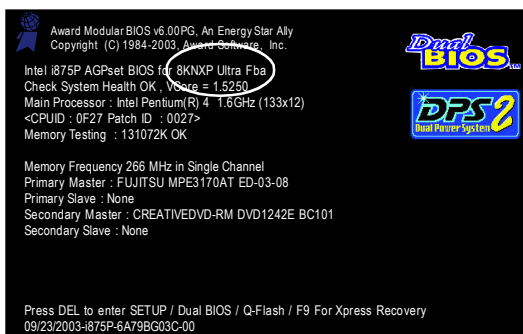 Award Modular BIOS v6.00PG, An Energy Star Ally
Copyright (C) 1984-2003, Award Software, Inc.
Dual BIOS TM
Intel i875P AGPset BIOS for 8KNXP Ultra Fba
Check System Health OK , VCore = 1.5250
Main Processor : Intel Pentium(R) 4 1.6GHz (133x12)
<CPUID : 0F27 Patch ID : 0027>
Memory Testing : 131072K OK
DPS2
Dual Power System
Memory Frequency 266 MHz in Single Channel
Primary Master : FUJITSU MPE3170AT ED-03-08
Primary Slave : None
Secondary Master : CREATIVEDVD-RM DVD1242E BC101
Secondary Slave : None
Press DEL to enter SETUP / Dual BIOS / Q-Flash / F9 For Xpress Recovery
09/23/2003-i875P-6A79BG03C-00